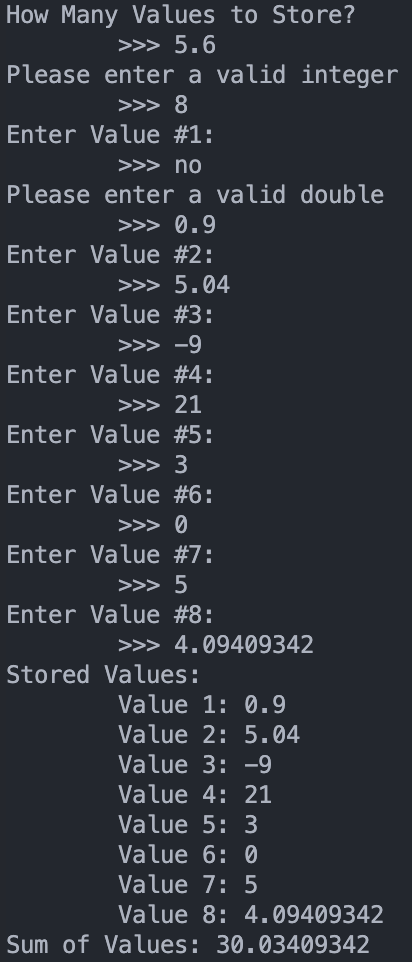 How Many Values to Store?
>>> 5.6
Please enter a valid integer
>>> 8
Enter Value #1:
>>> no
Please enter a valid double
>>> 0.9
Enter Value #2:
>>> 5.04
Enter Value #3:
>>> -9
Enter Value #4:
>>> 21
Enter Value #5:
>>> 3
Enter Value #6:
>>> 0
Enter Value #7:
>>> 5
Enter Value #8:
>>> 4.09409342
Stored Values:
Value 1: 0.9
Value 2: 5.04
Value 3: -9
Value 4: 21
Value 5: 3
Value 6: 0
Value 7: 5
Value 8: 4.09409342
Sum of Values: 30.03409342